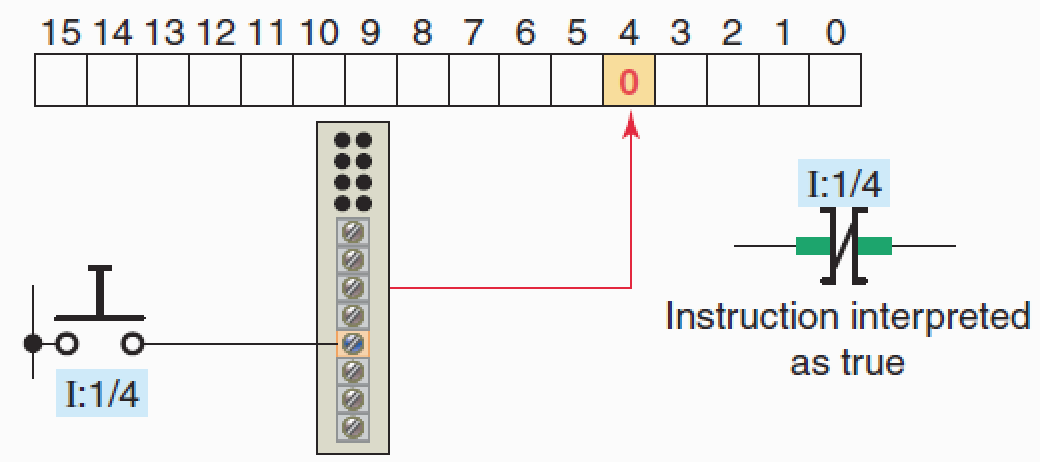 15 14 13 12 11 10 9 8 7 6 5 4 3 2 1 0
0
I:1/4
I:1/4
Instruction interpreted
as true